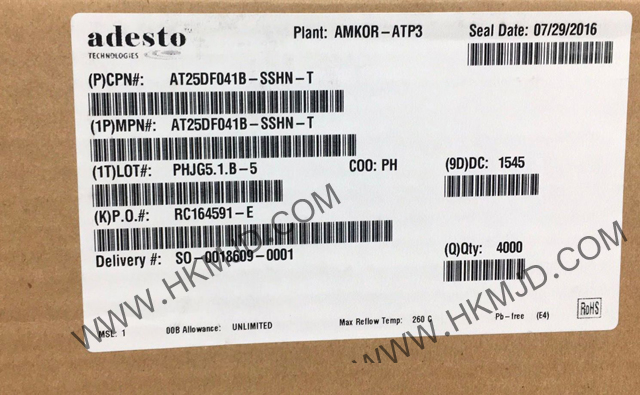 adesto
TECHNOLOGIES
Plant: AMKOR-ATP3
Seal Date: 07/29/2016
(P)CPN#: AT25DF041B-SSHN-T
(1P)MPN#: AT25DF041B-SSHN-T
(1T)LOT#: PHJG5.1.B-5 COO: PH (9D)DC: 1545
(K)P.O.#: RC164591-E
Delivery #: SO-0018609-0001 (Q)Qty: 4000
MSL: 1 OOB Allowance: UNLIMITED Max Reflow Temp: 260 C Pb-free (E4) RoHS
WWW.HKMJD.COM
WWW.HKMJD.COM